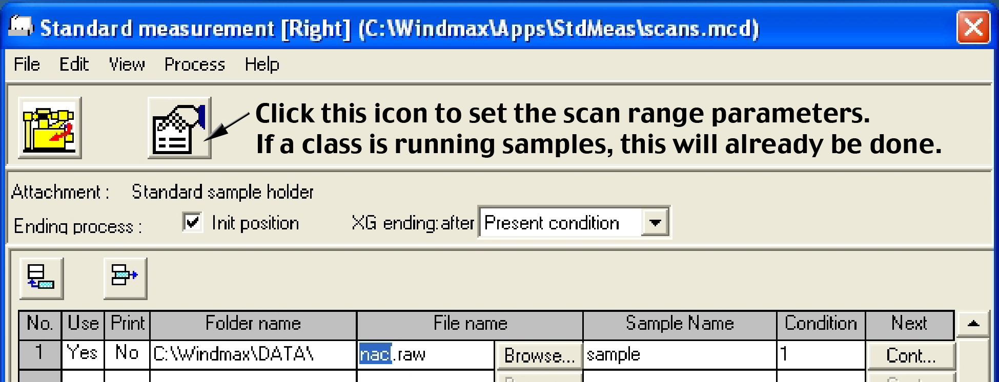 Standard measurement [Right] (C:\Windmax\Apps\StdMeas\scans.mcd)
File Edit View Process Help
Click this icon to set the scan range parameters.
If a class is running samples, this will already be done.
Attachment : Standard sample holder
Ending process : Init position XG ending:after Present condition
No. Use Print Folder name File name Sample Name Condition Next
1 Yes No C:\Windmax\DATA\ nacl.raw Browse... sample 1 Cont...